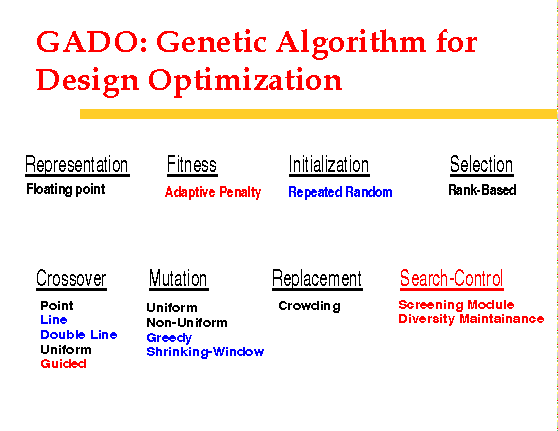 GADO: Genetic Algorithm for
Design Optimization
Representation
Floating point
Fitness
Adaptive Penalty
Initialization
Repeated Random
Selection
Rank-Based
Crossover
Point
Line
Double Line
Uniform
Guided
Mutation
Uniform
Non-Uniform
Greedy
Shrinking-Window
Replacement
Crowding
Search-Control
Screening Module
Diversity Maintainance